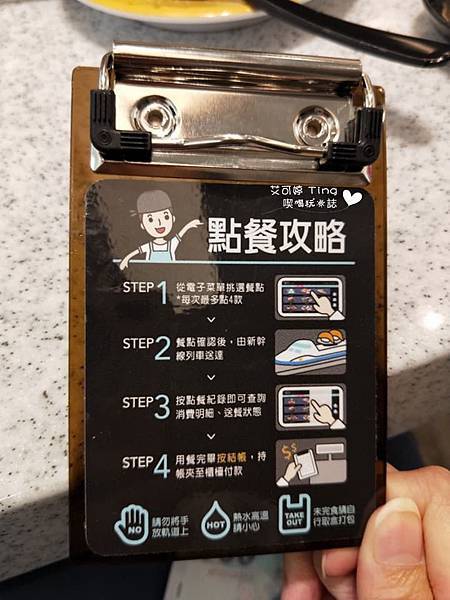 艾可婷 Ting
喫喝玩樂誌
點餐攻略
STEP 1 從電子菜單挑選餐點
*每次最多點4款
STEP 2 餐點確認後，由新幹
線列車送達
STEP 3 按點餐紀錄即可查詢
消費明細、送餐狀態
STEP 4 用餐完畢按結帳，持
帳夾至櫃檯付款
NO
請勿將手
放軌道上
HOT
熱水高溫
請小心
TAKE
OUT
未完食請自
行取盒打包